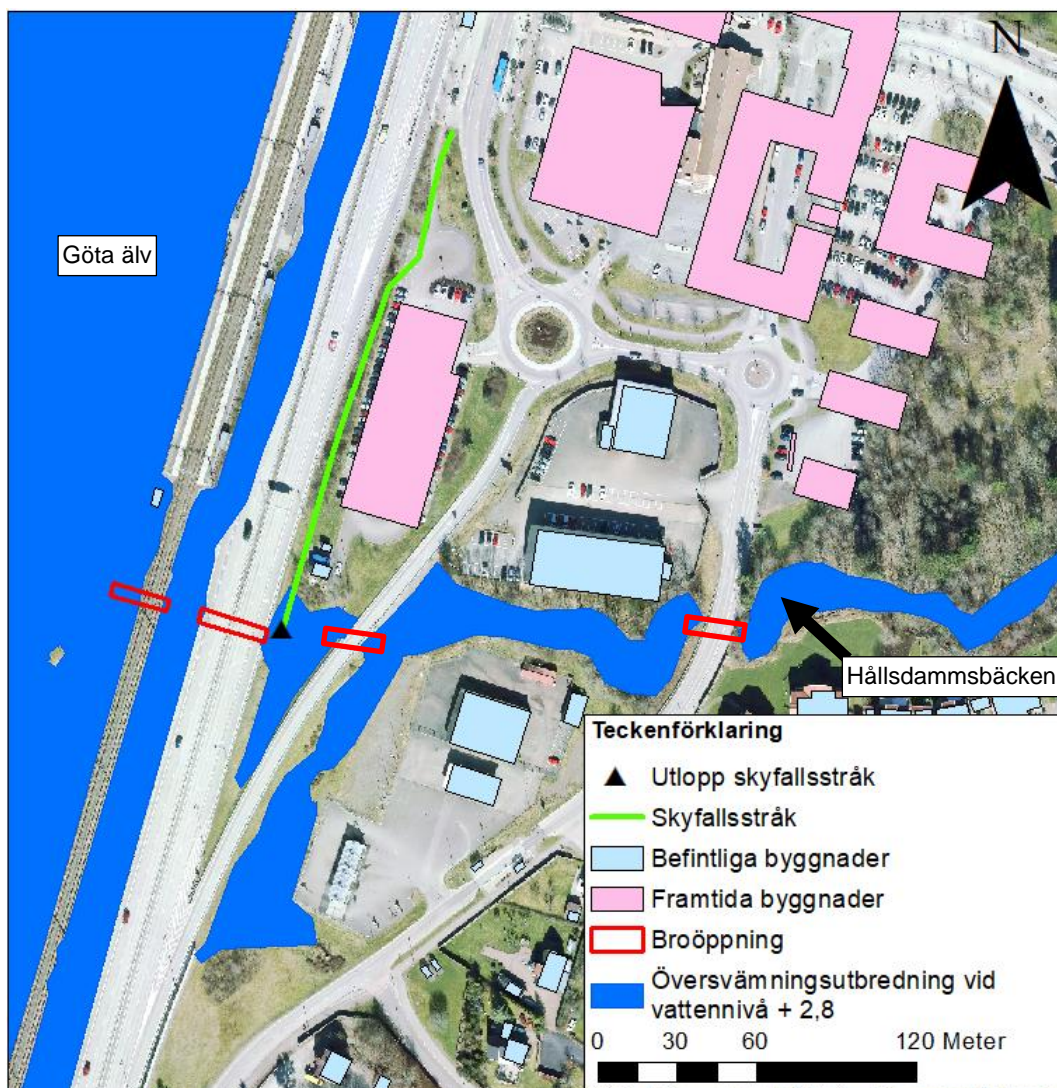 N
Göta älv
Hållsdammsbäcken
Teckenförklaring
Utlopp skyfallsstråk
Skyfallsstråk
Befintliga byggnader
Framtida byggnader
Broöppning
Översvämningsutbredning vid
vattennivå + 2,8
0 30 60 120 Meter